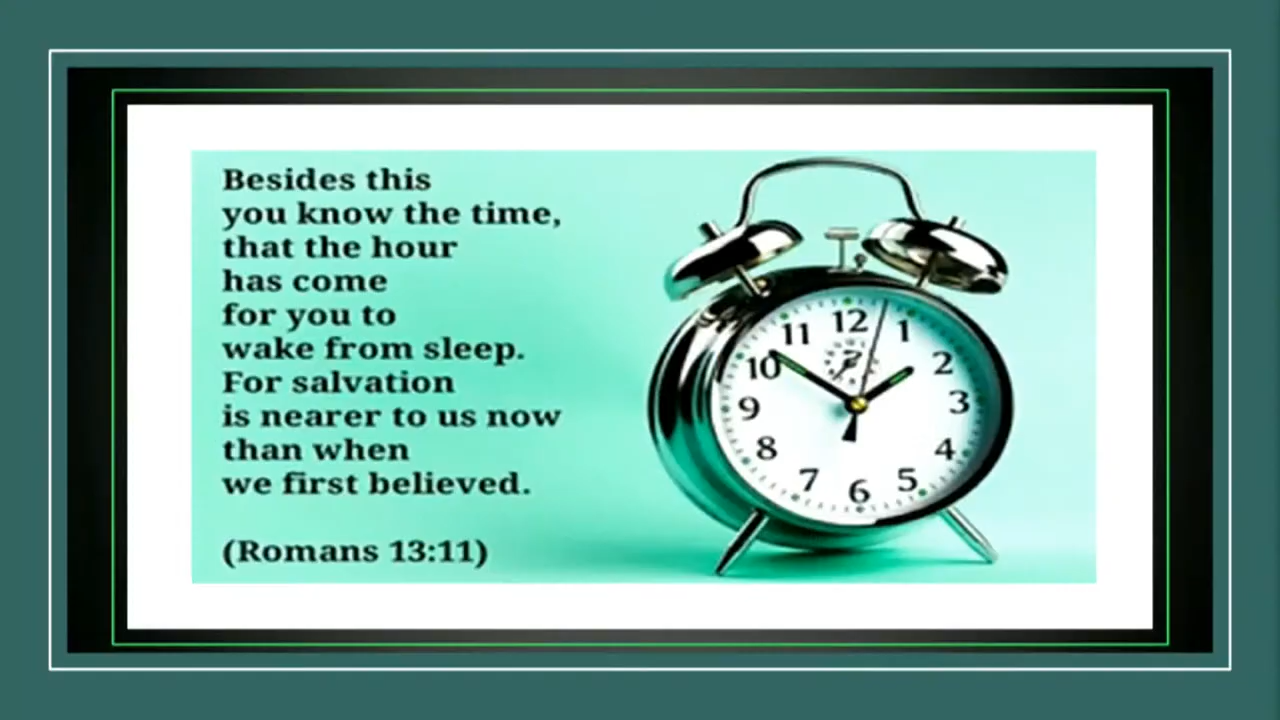 Besides this
you know the time,
that the hour
has come
for you to
wake from sleep.
For salvation
is nearer to us now
than when
we first believed.
(Romans 13:11)
12
1
2
3
4
5
6
7
8
9
10
11